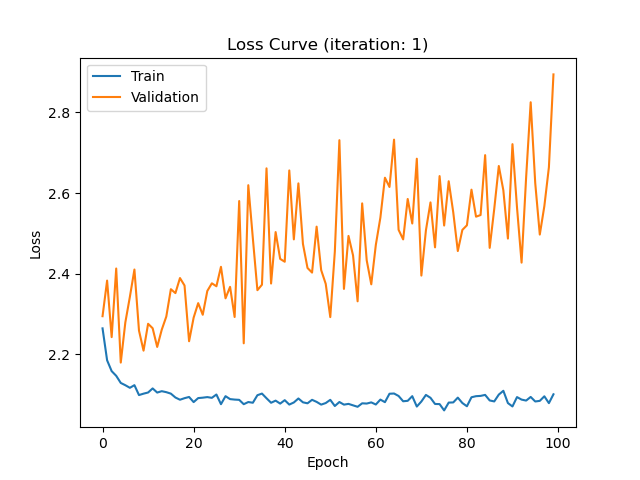 Loss Curve (iteration: 1)
Train
Validation
2.8
2.6
2.4
2.2
Loss
0
20
40
60
80
100
Epoch